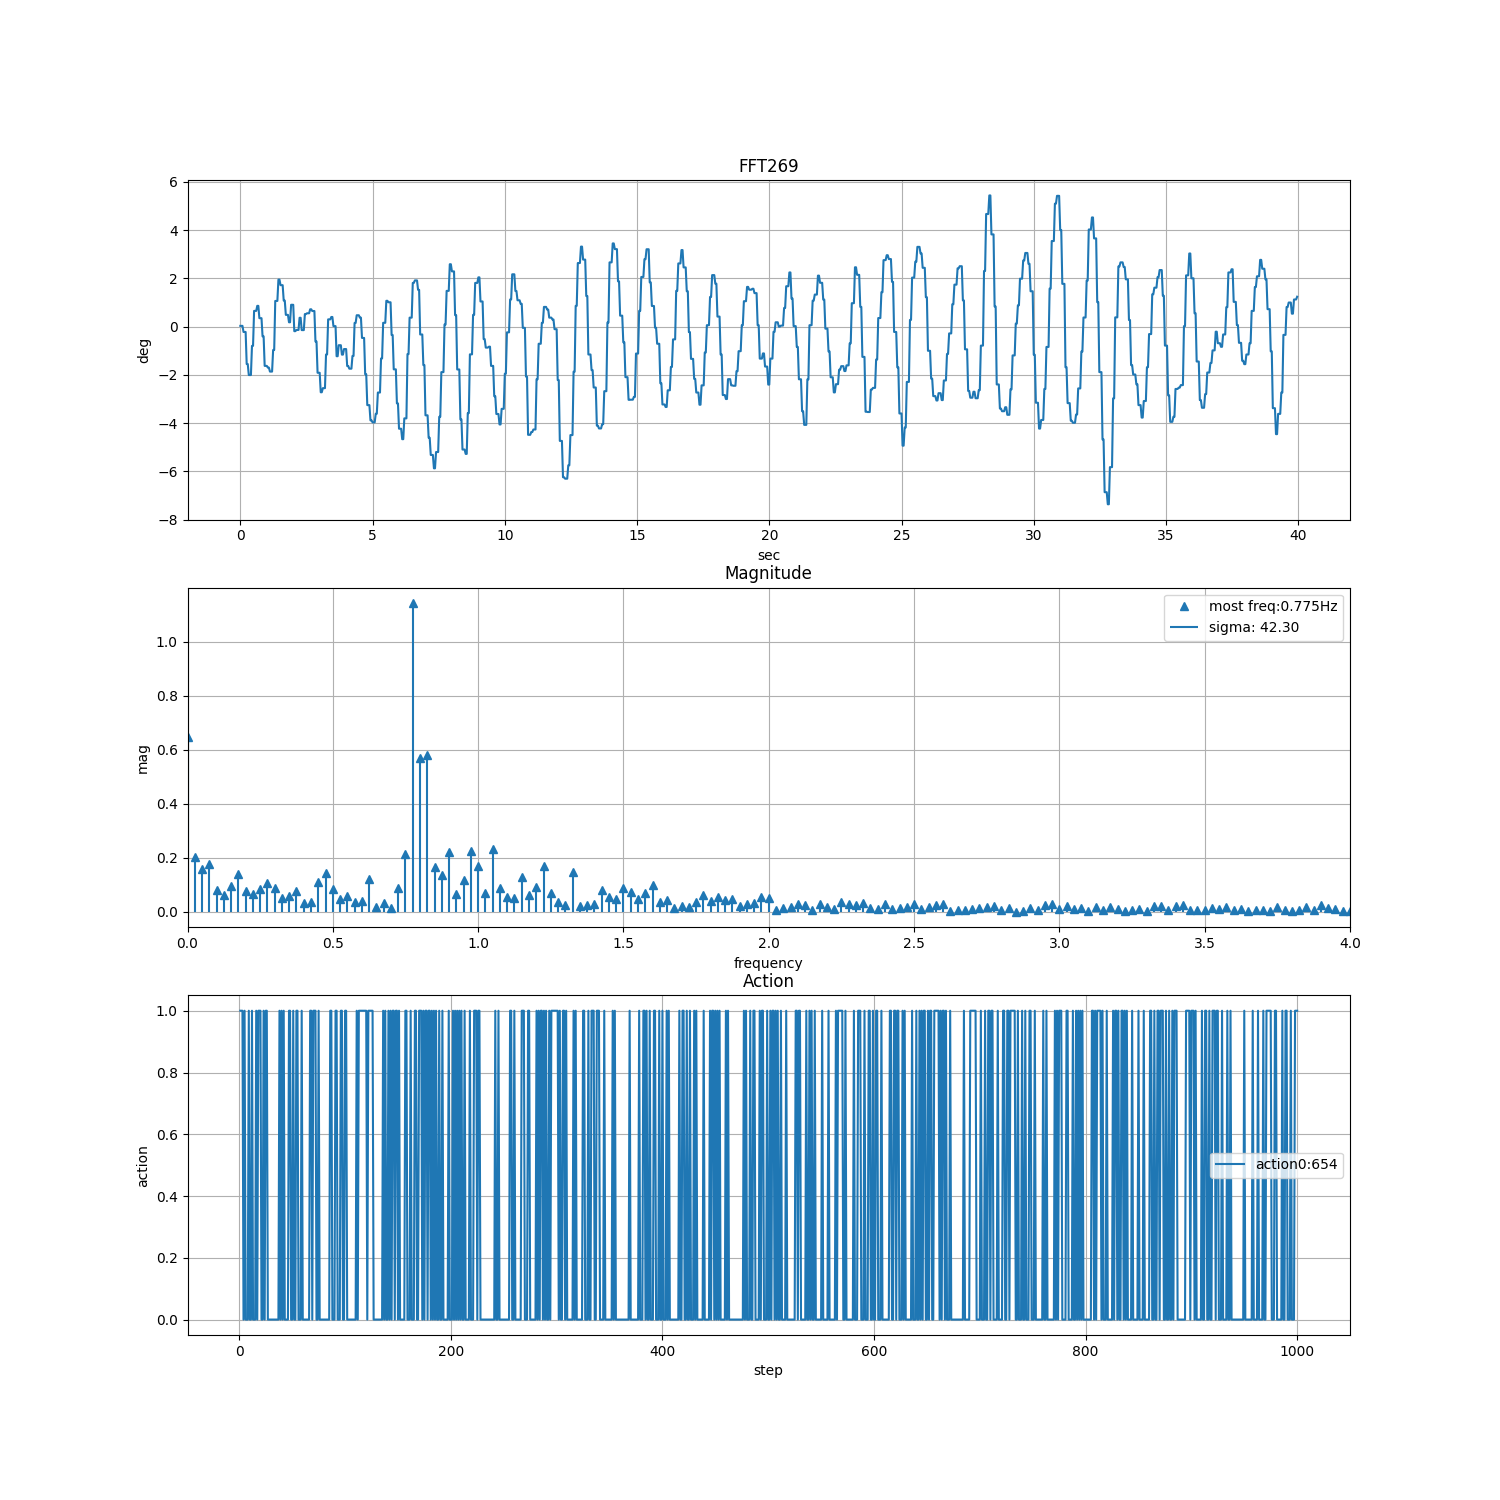 FFT269
6
4
2
0
−2
−4
−6
−8
deg
0 5 10 15 20 25 30 35 40
sec
Magnitude
most freq:0.775Hz
sigma: 42.30
1.0
0.8
0.6
0.4
0.2
0.0
mag
0.0 0.5 1.0 1.5 2.0 2.5 3.0 3.5 4.0
frequency
Action
1.0
0.8
0.6
0.4
0.2
0.0
action
action0:654
0 200 400 600 800 1000
step